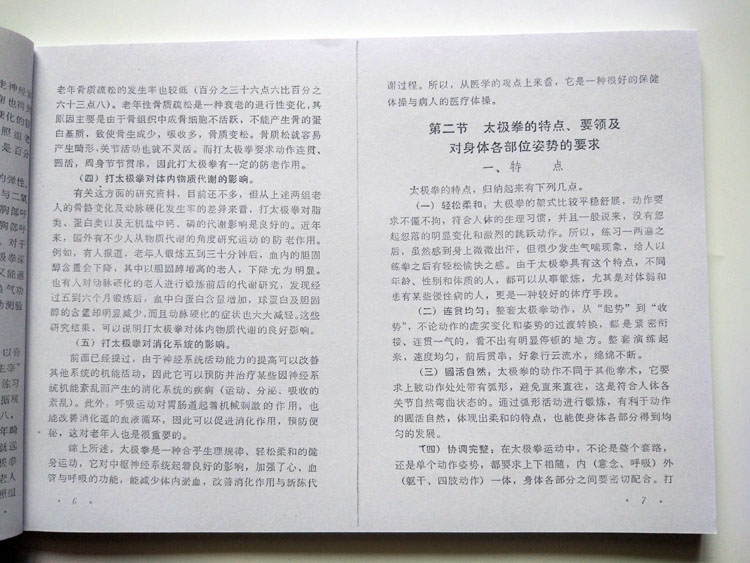 老年骨质疏松的发生率也较低（百分之三十六点六比百分之
六十三点八）。老年性骨质疏松是一种衰老的退行性变化，其
原因主要是由于骨组织中成骨细胞不活跃，不能产生骨的蛋
白基质，致使骨生成少，吸收多，骨质变松。骨质松就容易
产生畸形，关节活动也就不灵活。而打太极拳要求动作连贯、
圆活，周身节节贯串，因此打太极拳有一定的防老作用。
（四）打太极拳对体内物质代谢的影响。
有关这方面的研究资料，目前还不多，但从上述两组老
人的骨骼变化及动脉硬化发生率的差异来看，打太极拳对脂
类、蛋白类以及无机盐中钙、磷的代谢影响是良好的。近年
来，国外有不少人从物质代谢的角度研究运动的防老作用。
例如，有人报道，老年人锻炼五到三十分钟后，血内的胆固
醇含量会下降，其中以胆固醇增高的老人，下降尤为明显。
也有人对动脉硬化的老人进行锻炼前后的代谢研究，发现经
过五到六个月锻炼后，血中白蛋白含量增加，球蛋白及胆固
醇的含量却明显减少，而且动脉硬化的症状也大大减轻。这些
研究结果，可以说明打太极拳对体内物质代谢的良好影响。
（五）打太极拳对消化系统的影响。
前面已经提过，由于神经系统活动能力的提高可以改善
其他系统的机能活动，因此它可以预防并治疗某些因神经系
统机能紊乱而产生的消化系统的疾病（运动、分泌、吸收的
紊乱）。此外，呼吸运动对胃肠道起着机械刺激的作用，也
能改善消化道的血液循环，因此可以促进消化作用，预防便
秘，这对老年人也是很重要的。
综上所述，太极拳是一种合乎生理规律、轻松柔和的健
身运动，它对中枢神经系统起着良好的影响，加强了心、血
管与呼吸的功能，能减少体内淤血，改善消化作用与新陈代
· 6 ·
谢过程。所以，从医学的观点上来看，它是一种很好的保健
体操与病人的医疗体操。
第二节 太极拳的特点、要领及
对身体各部位姿势的要求
一、特 点
太极拳的特点，归纳起来有下列几点。
（一）轻松柔和，太极拳的架式比较平稳舒展，动作要
求不僵不拘，符合人体的生理习惯，并且一般说来，没有忽
起忽落的明显变化和激烈的跳跃动作。所以，练习一两遍之
后，虽然感到身上微微出汗，但很少发生气喘现象，给人以
练拳之后有轻松愉快之感。由于太极拳具有这个特点，不同
年龄、性别和体质的人，都可以从事锻炼，尤其是对体弱和
患有某些慢性病的人，更是一种较好的体疗手段。
（二）连贯均匀：整套太极拳动作，从“起势”到“收
势”，不论动作的虚实变化和姿势的过渡转换，都是紧密衔
接、连贯一气的，看不出有明显停顿的地方。整套演练起
来，速度均匀，前后贯串，好象行云流水，绵绵不断。
（三）圆活自然，太极拳的动作不同于其他拳术，它要
求上肢动作处处带有弧形，避免直来直往，这是符合人体各
关节自然弯曲状态的。通过弧形活动进行锻炼，有利于动作
的圆活自然，体现出柔和的特点，也能使身体各部分得到均
匀的发展。
（四）协调完整：在太极拳运动中，不论是整个套路，
还是单个动作姿势，都要求上下相随，内（意念、呼吸）外
（躯干、四肢动作）一体，身体各部分之间要密切配合。打
· 7 ·